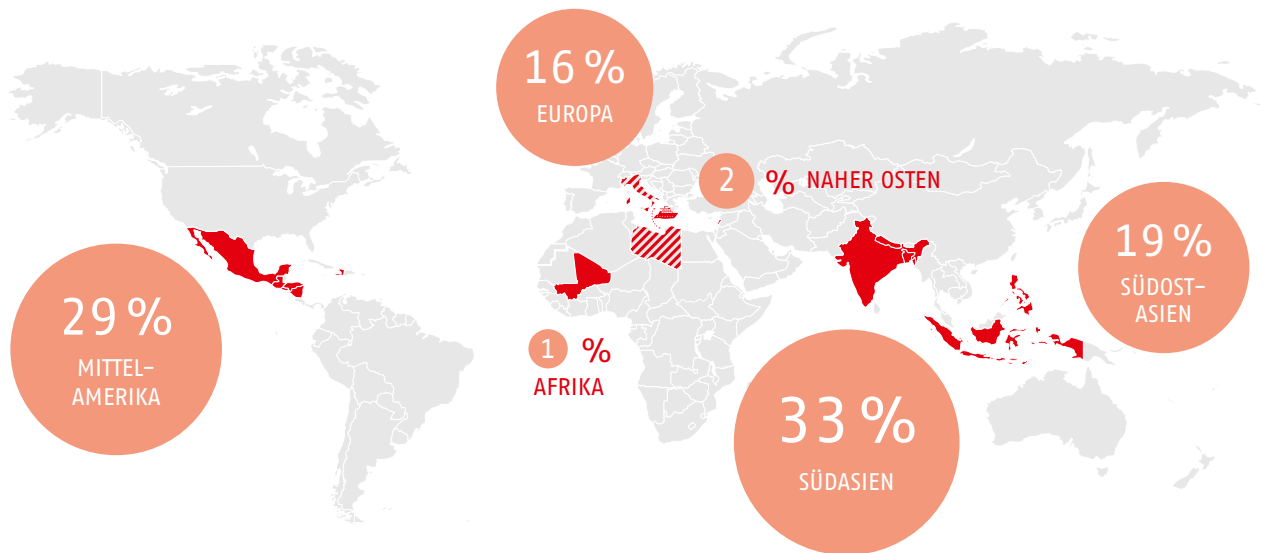 16 %
EUROPA
2 % NAHER OSTEN
19 %
SÜDOST-
ASIEN
29 %
MITTEL-
AMERIKA
1 %
AFRIKA
33 %
SÜDASIEN